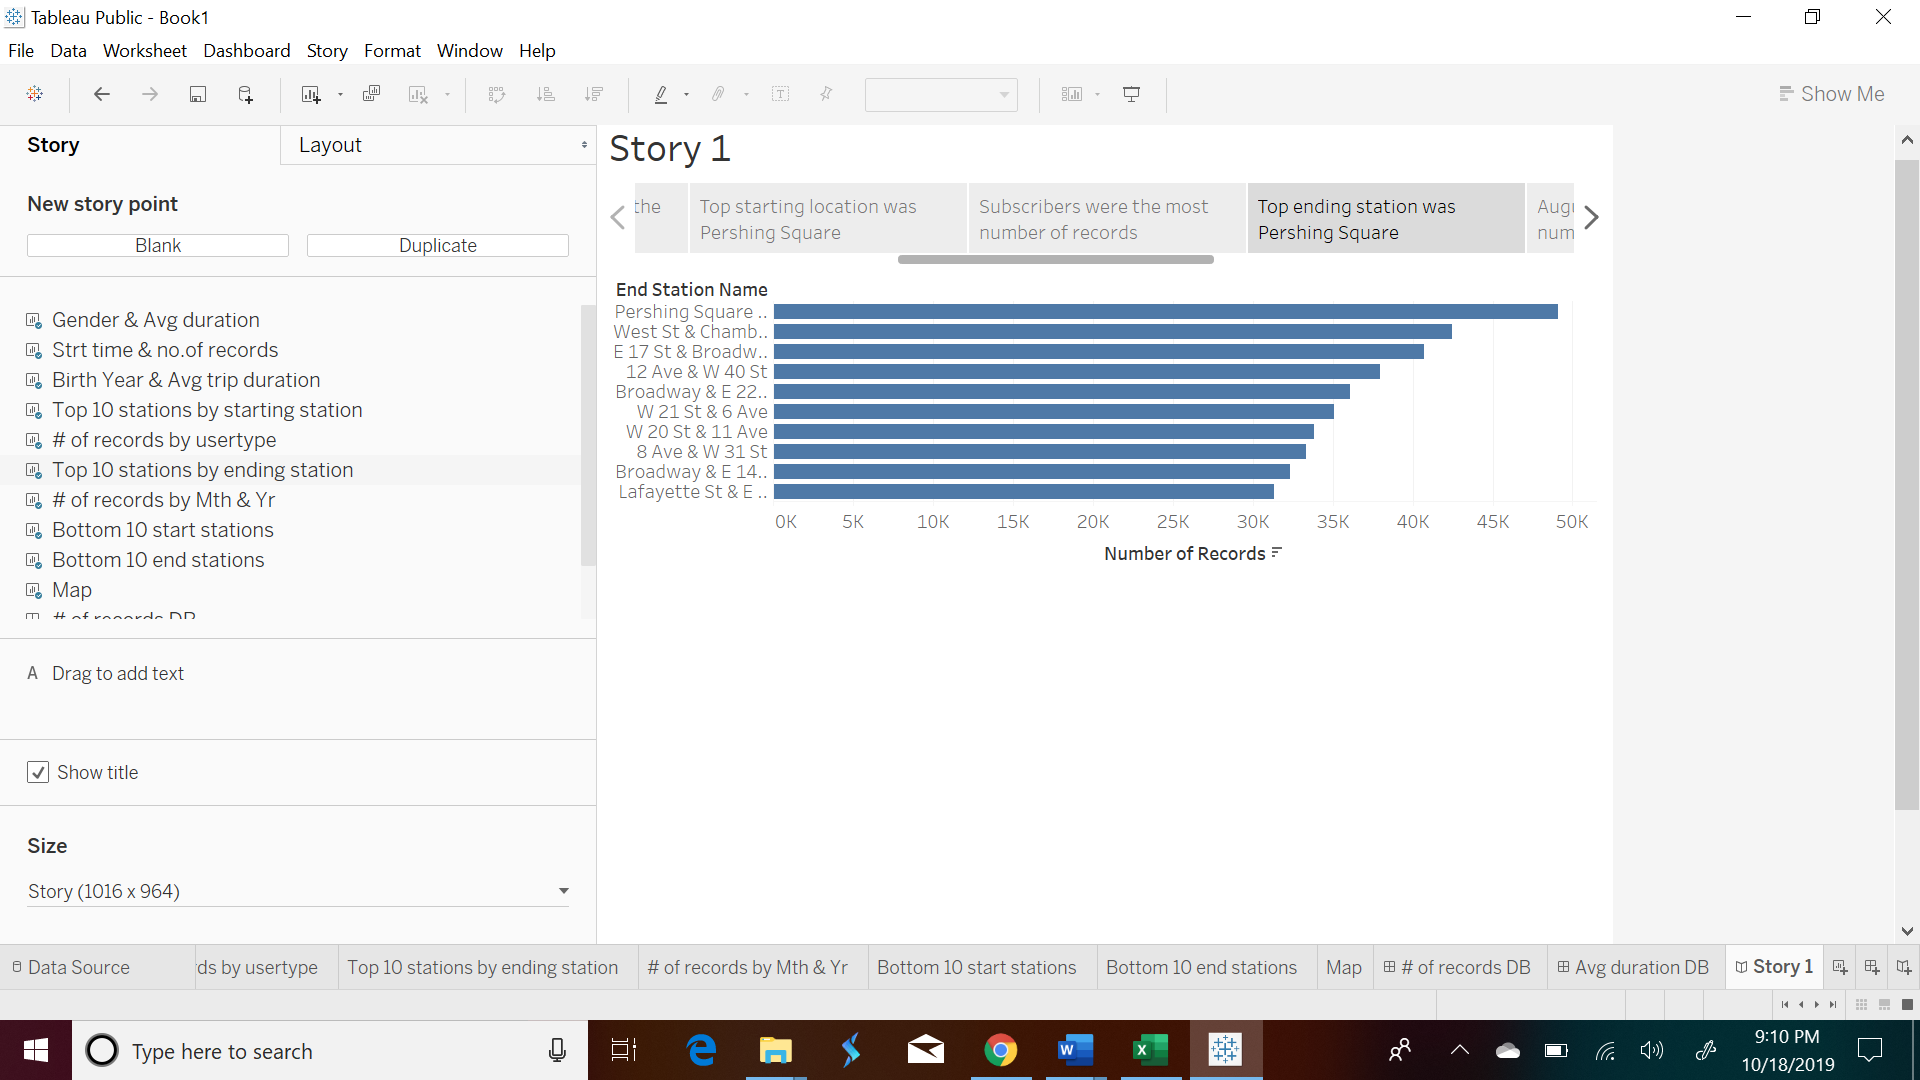 Tableau Public - Book1
File Data Worksheet Dashboard Story Format Window Help
Show Me
Story
Layout
New story point
Blank
Duplicate
Gender & Avg duration
Strt time & no.of records
Birth Year & Avg trip duration
Top 10 stations by starting station
# of records by usertype
Top 10 stations by ending station
# of records by Mth & Yr
Bottom 10 start stations
Bottom 10 end stations
Map
# of records DB
A Drag to add text
Show title
Size
Story (1016 x 964)
Story 1
the
Top starting location was
Pershing Square
Subscribers were the most
number of records
Top ending station was
Pershing Square
Augu
num
End Station Name
Pershing Square ..
West St & Chamb..
E 17 St & Broadw..
12 Ave & W 40 St
Broadway & E 22..
W 21 St & 6 Ave
W 20 St & 11 Ave
8 Ave & W 31 St
Broadway & E 14..
Lafayette St & E ..
0K 5K 10K 15K 20K 25K 30K 35K 40K 45K 50K
Number of Records
Data Source
ds by usertype
Top 10 stations by ending station
# of records by Mth & Yr
Bottom 10 start stations
Bottom 10 end stations
Map
# of records DB
Avg duration DB
Story 1
Type here to search
9:10 PM
10/18/2019